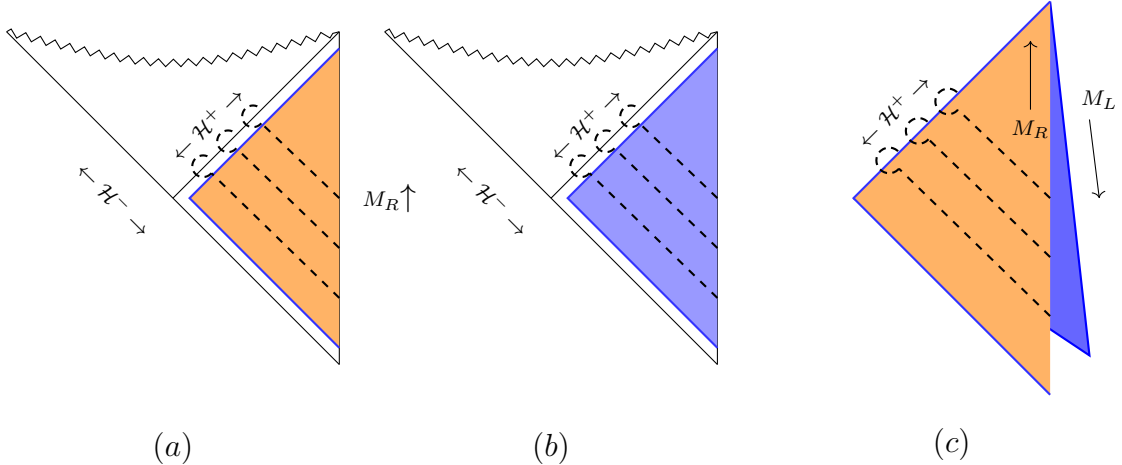 ← ℋ⁺ →
← ℋ⁻ →
M_R ↑
(a)
← ℋ⁺ →
← ℋ⁻ →
(b)
← ℋ⁺ →
M_R
M_L
(c)